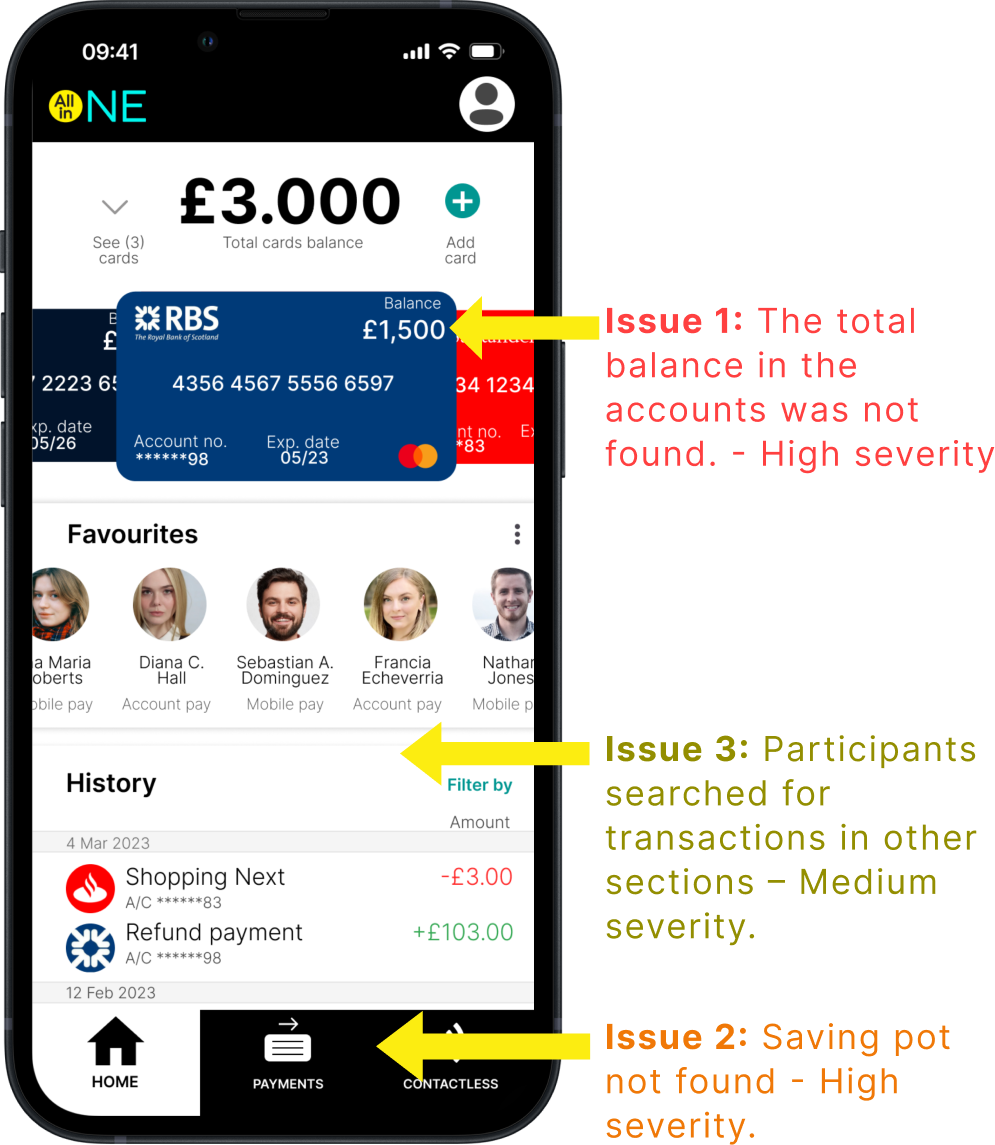 09:41
All in ONE
£3.000
See (3) cards
Total cards balance
Add card
RBS
The Royal Bank of Scotland
Balance
£1,500
4356 4567 5556 6597
Account no.
******98
Exp. date
05/23
2223
xp. date
05/26
34 1234
nt no.
*83
Favourites
a Maria
oberts
obile pay
Diana C.
Hall
Account pay
Sebastian A.
Dominguez
Mobile pay
Francia
Echeverria
Account pay
Nathan
Jones
Mobile p
History
Filter by
Amount
4 Mar 2023
Shopping Next
-£3.00
A/C ******83
Refund payment
+£103.00
A/C ******98
12 Feb 2023
HOME
PAYMENTS
CONTACTLESS
Issue 1: The total
balance in the
accounts was not
found. - High severity
Issue 3: Participants
searched for
transactions in other
sections – Medium
severity.
Issue 2: Saving pot
not found - High
severity.